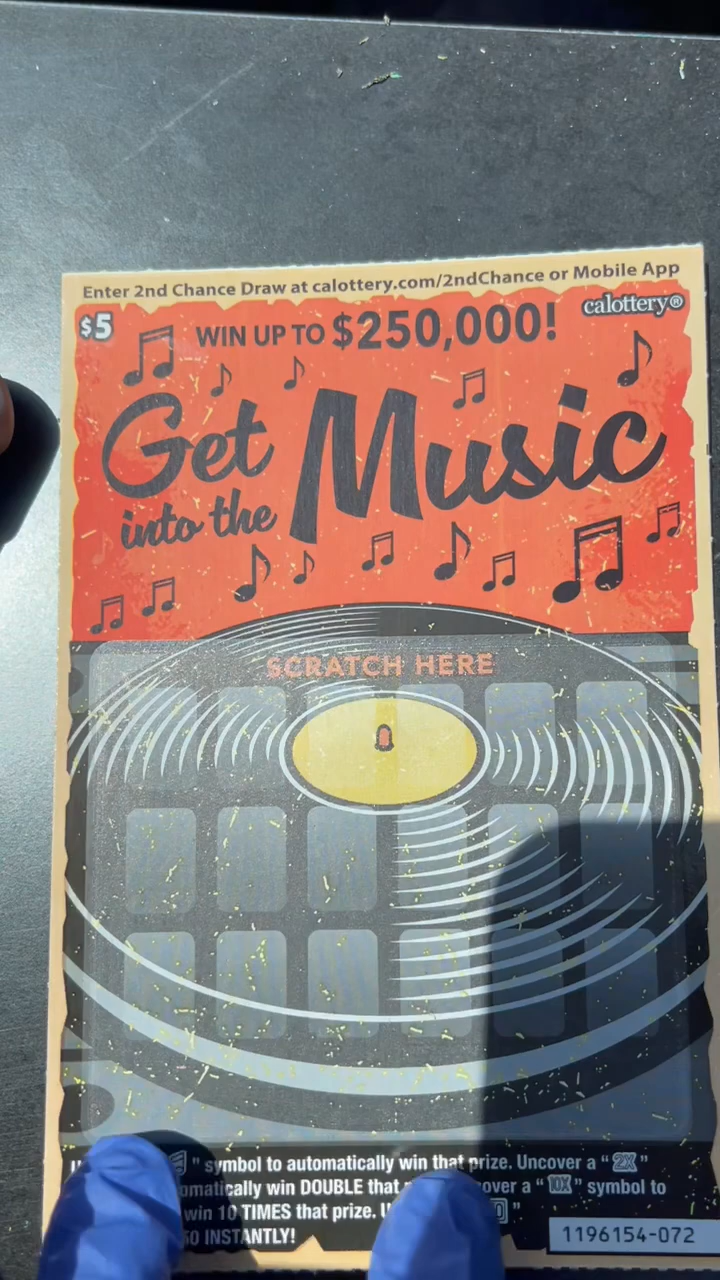 Enter 2nd Chance Draw at calottery.com/2ndChance or Mobile App
$5
WIN UP TO $250,000!
calottery®
Get
into the
Music
SCRATCH HERE
" symbol to automatically win that prize. Uncover a " 2X "
omatically win DOUBLE that over a " 10X " symbol to
win 10 TIMES that prize. "
INSTANTLY!
1196154-072